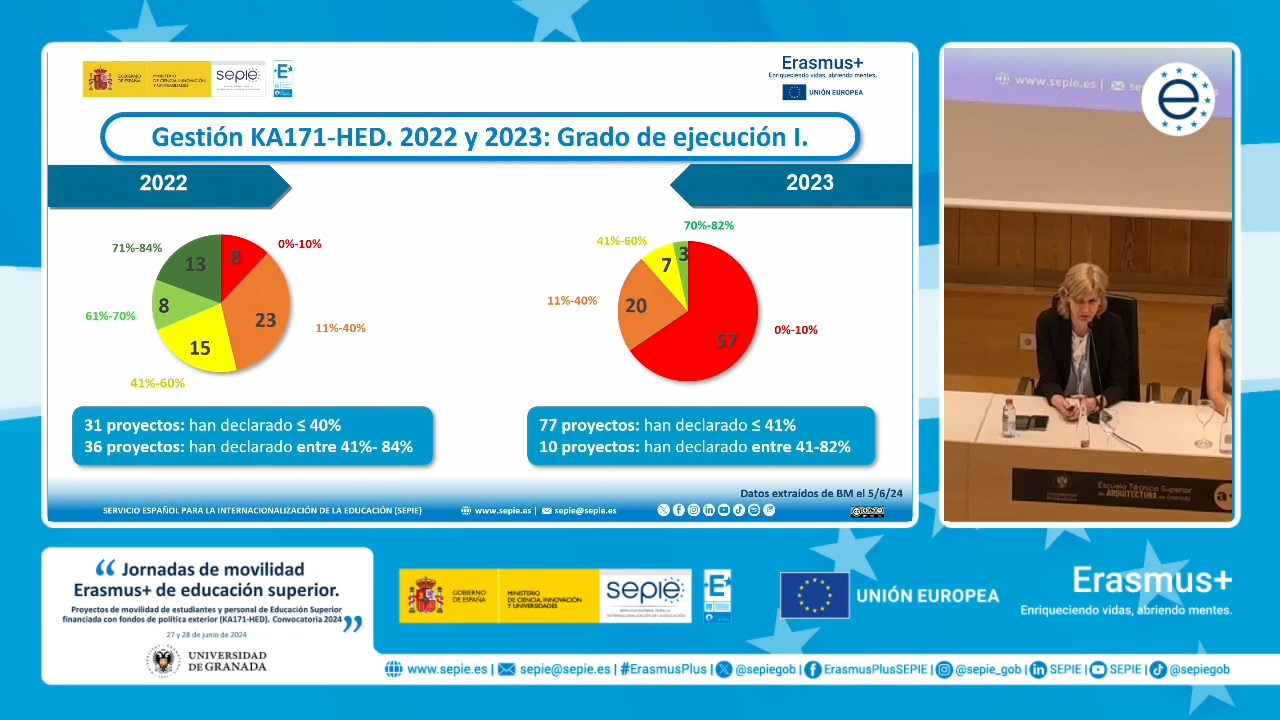 GOBIERNO
DE ESPAÑA
MINISTERIO
DE CIENCIA, INNOVACIÓN
Y UNIVERSIDADES
sepie
Erasmus+
Enriqueciendo vidas, abriendo mentes.
UNIÓN EUROPEA
Gestión KA171-HED. 2022 y 2023: Grado de ejecución I.
2022
2023
71%-84%
0%-10%
13
8
8
23
61%-70%
11%-40%
15
41%-60%
70%-82%
41%-60%
3
7
11%-40%
20
57
0%-10%
31 proyectos: han declarado ≤ 40%
36 proyectos: han declarado entre 41%- 84%
77 proyectos: han declarado ≤ 41%
10 proyectos: han declarado entre 41-82%
Datos extraídos de BM el 5/6/24
SERVICIO ESPAÑOL PARA LA INTERNACIONALIZACIÓN DE LA EDUCACIÓN (SEPIE)
www.sepie.es | sepie@sepie.es
www.sepie.es |
e
Escuela Técnica Superior
de ARQUITECTURA de Granada
“ Jornadas de movilidad
Erasmus+ de educación superior.
Proyectos de movilidad de estudiantes y personal de Educación Superior
financiada con fondos de política exterior (KA171-HED). Convocatoria 2024 ”
27 y 28 de junio de 2024
UNIVERSIDAD
DE GRANADA
GOBIERNO
DE ESPAÑA
MINISTERIO
DE CIENCIA, INNOVACIÓN
Y UNIVERSIDADES
sepie
SERVICIO ESPAÑOL PARA LA
INTERNACIONALIZACIÓN DE LA EDUCACIÓN
UNIÓN EUROPEA
Erasmus+
Enriqueciendo vidas, abriendo mentes.
www.sepie.es | sepie@sepie.es | #ErasmusPlus | @sepiegob | ErasmusPlusSEPIE | @sepie_gob | SEPIE | SEPIE | @sepiegob